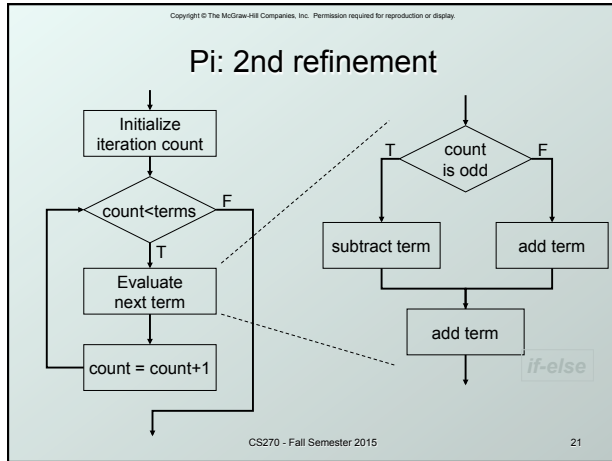 Copyright © The McGraw-Hill Companies, Inc. Permission required for reproduction or display.
Pi: 2nd refinement
Initialize
iteration count
count<terms
F
T
Evaluate
next term
count = count+1
count
is odd
T
F
subtract term
add term
add term
if-else
CS270 - Fall Semester 2015
21